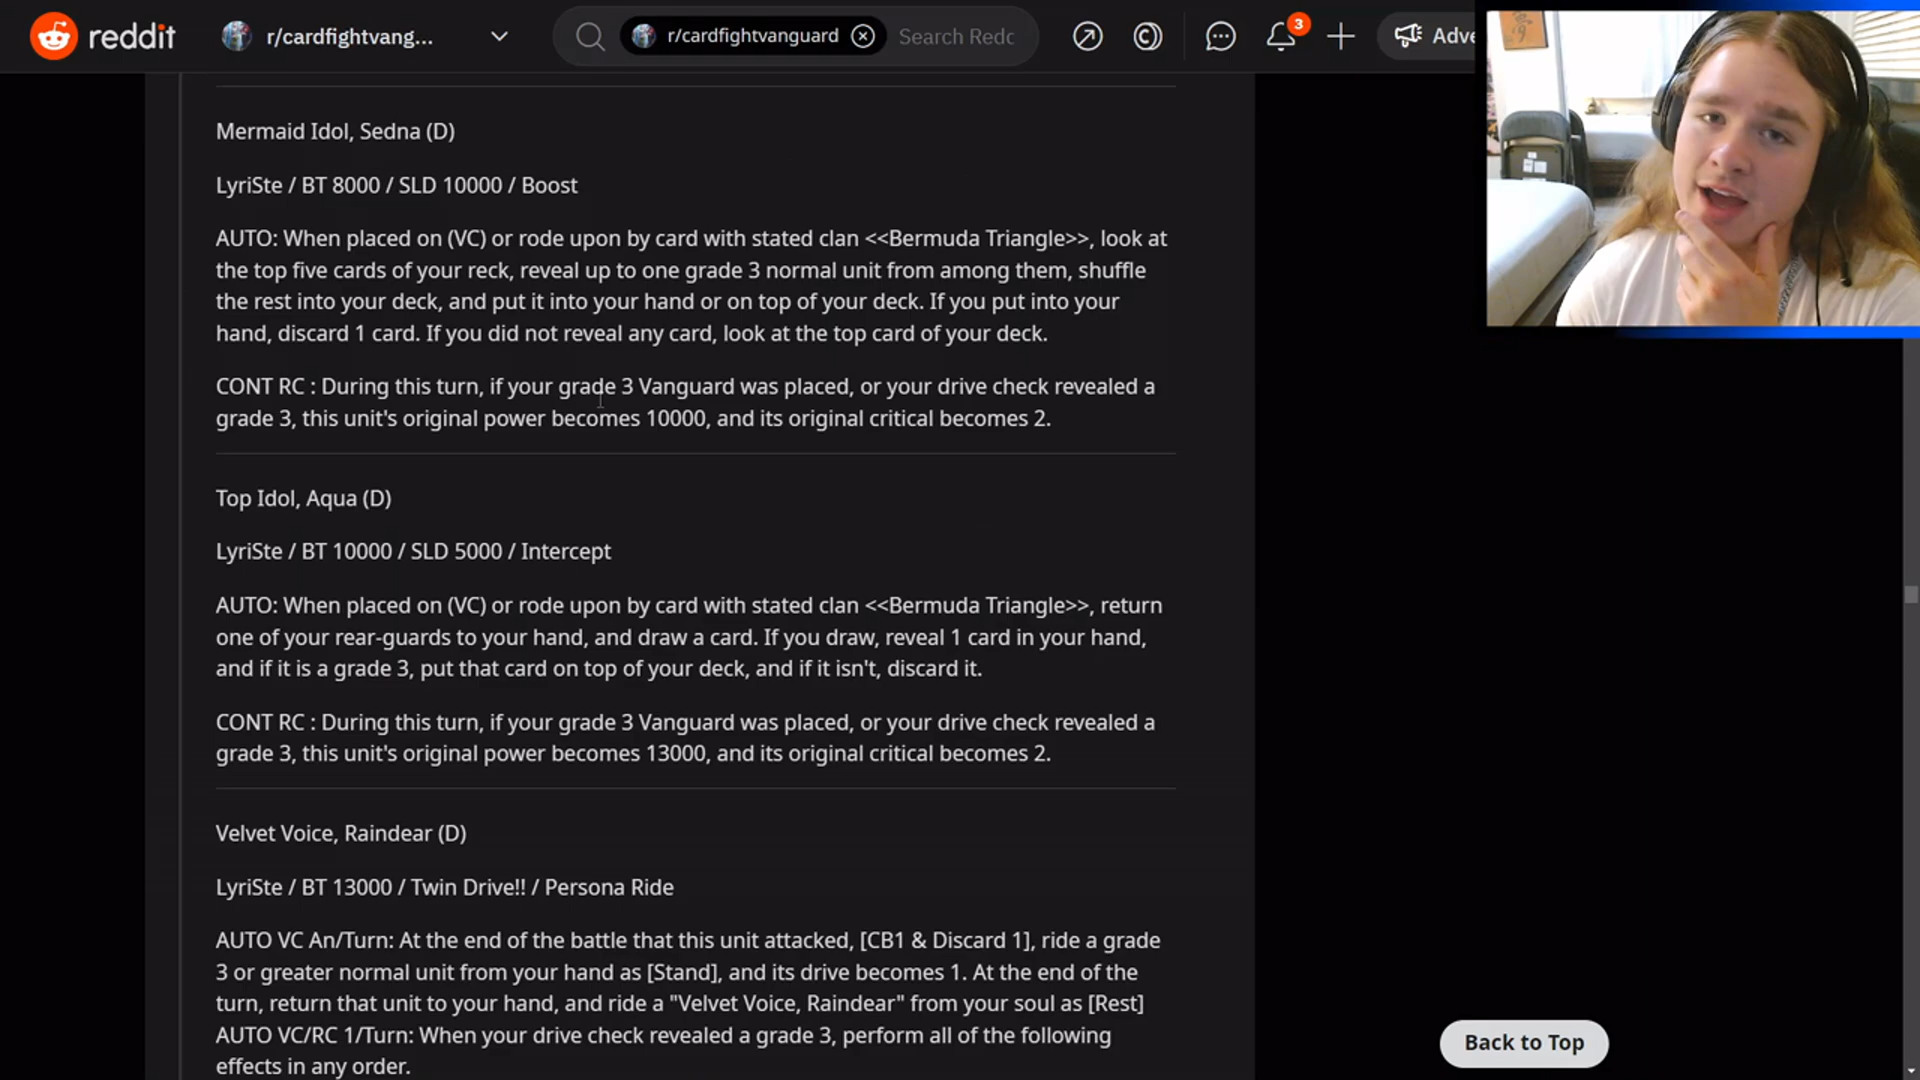 reddit
r/cardfightvang...
r/cardfightvanguard
Search Redc
3
Adve
Mermaid Idol, Sedna (D)
LyriSte / BT 8000 / SLD 10000 / Boost
AUTO: When placed on (VC) or rode upon by card with stated clan <<Bermuda Triangle>>, look at
the top five cards of your reck, reveal up to one grade 3 normal unit from among them, shuffle
the rest into your deck, and put it into your hand or on top of your deck. If you put into your
hand, discard 1 card. If you did not reveal any card, look at the top card of your deck.
CONT RC : During this turn, if your grade 3 Vanguard was placed, or your drive check revealed a
grade 3, this unit's original power becomes 10000, and its original critical becomes 2.
Top Idol, Aqua (D)
LyriSte / BT 10000 / SLD 5000 / Intercept
AUTO: When placed on (VC) or rode upon by card with stated clan <<Bermuda Triangle>>, return
one of your rear-guards to your hand, and draw a card. If you draw, reveal 1 card in your hand,
and if it is a grade 3, put that card on top of your deck, and if it isn't, discard it.
CONT RC : During this turn, if your grade 3 Vanguard was placed, or your drive check revealed a
grade 3, this unit's original power becomes 13000, and its original critical becomes 2.
Velvet Voice, Raindear (D)
LyriSte / BT 13000 / Twin Drive!! / Persona Ride
AUTO VC An/Turn: At the end of the battle that this unit attacked, [CB1 & Discard 1], ride a grade
3 or greater normal unit from your hand as [Stand], and its drive becomes 1. At the end of the
turn, return that unit to your hand, and ride a "Velvet Voice, Raindear" from your soul as [Rest]
AUTO VC/RC 1/Turn: When your drive check revealed a grade 3, perform all of the following
effects in any order.
Back to Top